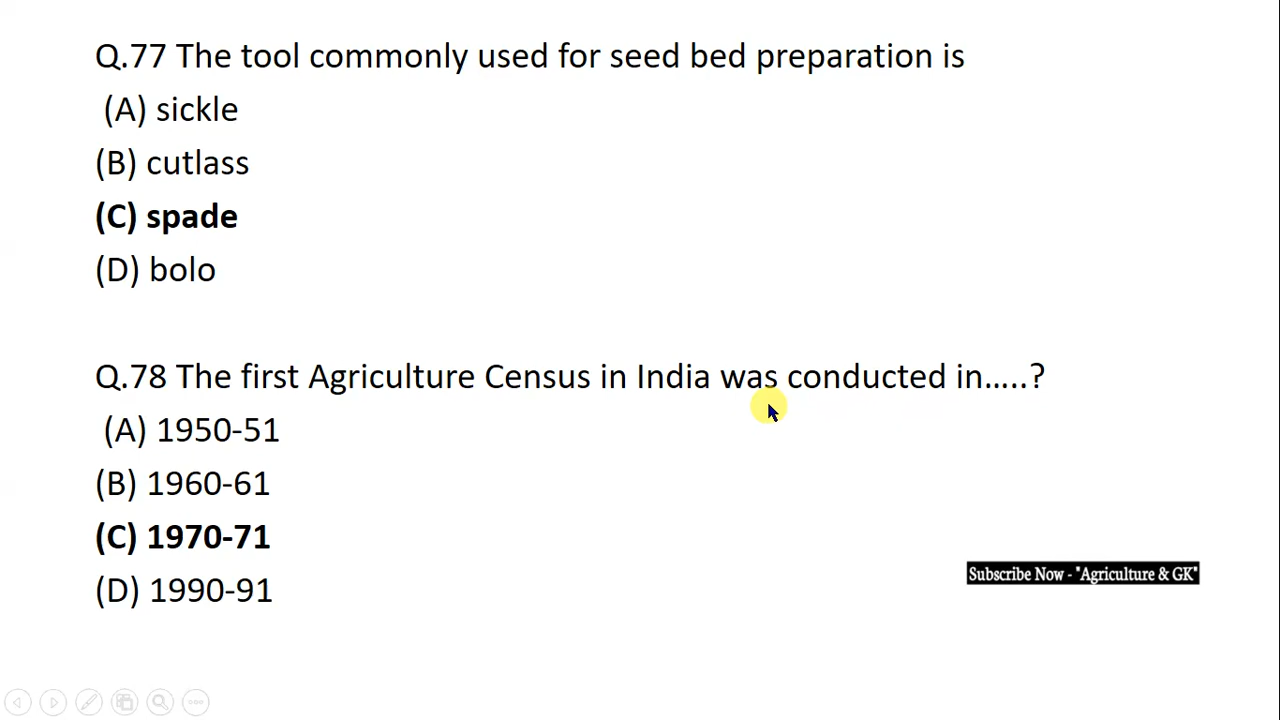 Q.77 The tool commonly used for seed bed preparation is
(A) sickle
(B) cutlass
(C) spade
(D) bolo
Q.78 The first Agriculture Census in India was conducted in…..?
(A) 1950-51
(B) 1960-61
(C) 1970-71
(D) 1990-91
Subscribe Now - "Agriculture & GK"